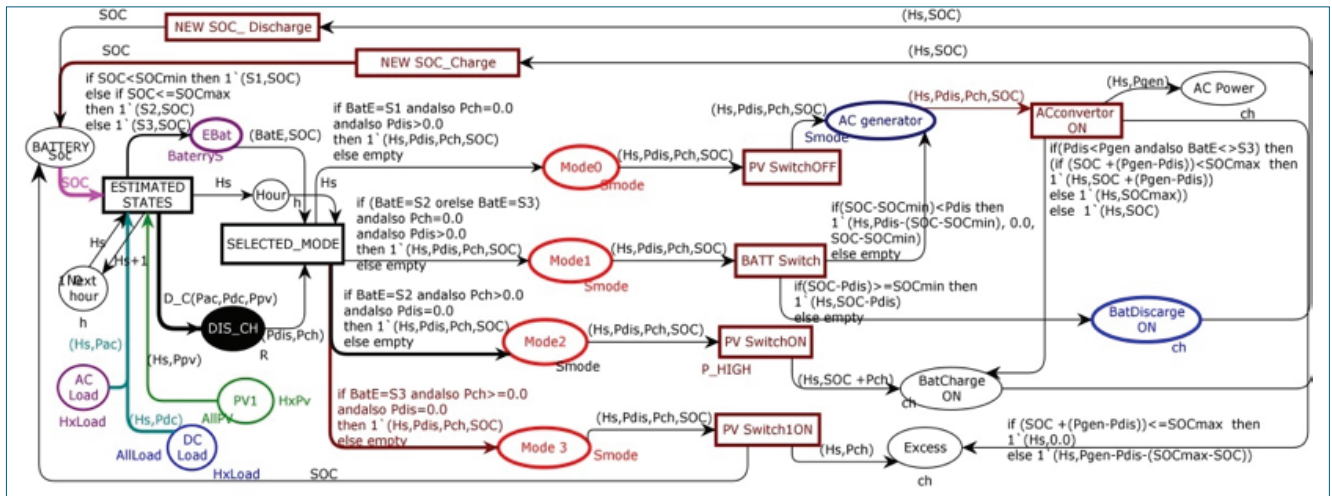 SOC
NEW SOC_ Discharge
(Hs,SOC)
SOC
NEW SOC_Charge
(Hs,SOC)
if SOC<SOCmin then 1`(S1,SOC)
else if SOC<=SOCmax
then 1`(S2,SOC)
else 1`(S3,SOC)
EBat
BaterryS
(BatE,SOC)
BATTERY
Soc
SOC
ESTIMATED
STATES
Hs
Hour
h
Hs
SELECTED_MODE
Hs
Hs+1
Next
hour
h
D_C(Pac,Pdc,Ppv)
DIS_CH
R
(Pdis,Pch)
(Hs,Pac)
(Hs,Ppv)
AC
Load
HxLoad
PV1
HxPv
AllPV
(Hs,Pdc)
AllLoad
DC
Load
HxLoad
if BatE=S1 andalso Pch=0.0
andalso Pdis>0.0
then 1`(Hs,Pdis,Pch,SOC)
else empty
Mode0
Smode
(Hs,Pdis,Pch,SOC)
PV SwitchOFF
(Hs,Pdis,Pch,SOC)
AC generator
Smode
(Hs,Pdis,Pch,SOC)
ACconvertor
ON
(Hs,Pgen)
AC Power
ch
if(Pdis<Pgen andalso BatE<>S3) then
(if (SOC +(Pgen-Pdis))<SOCmax then
1`(Hs,SOC +(Pgen-Pdis))
else 1`(Hs,SOCmax))
else 1`(Hs,SOC)
if (BatE=S2 orelse BatE=S3)
andalso Pch=0.0
andalso Pdis>0.0
then 1`(Hs,Pdis,Pch,SOC)
else empty
Mode1
Smode
(Hs,Pdis,Pch,SOC)
BATT Switch
if(SOC-SOCmin)<Pdis then
1`(Hs,Pdis-(SOC-SOCmin), 0.0,
SOC-SOCmin)
else empty
if(SOC-Pdis)>=SOCmin then
1`(Hs,SOC-Pdis)
else empty
BatDiscarge
ON
ch
if BatE=S2 andalso Pch>0.0
andalso Pdis=0.0
then 1`(Hs,Pdis,Pch,SOC)
else empty
Mode2
Smode
(Hs,Pdis,Pch,SOC)
PV SwitchON
P_HIGH
(Hs,SOC +Pch)
BatCharge
ON
ch
if BatE=S3 andalso Pch>=0.0
andalso Pdis=0.0
then 1`(Hs,Pdis,Pch,SOC)
else empty
Mode 3
Smode
(Hs,Pdis,Pch,SOC)
PV Switch1ON
(Hs,Pch)
Excess
ch
if (SOC +(Pgen-Pdis))<=SOCmax then
1`(Hs,0.0)
else 1`(Hs,Pgen-Pdis-(SOCmax-SOC))
SOC